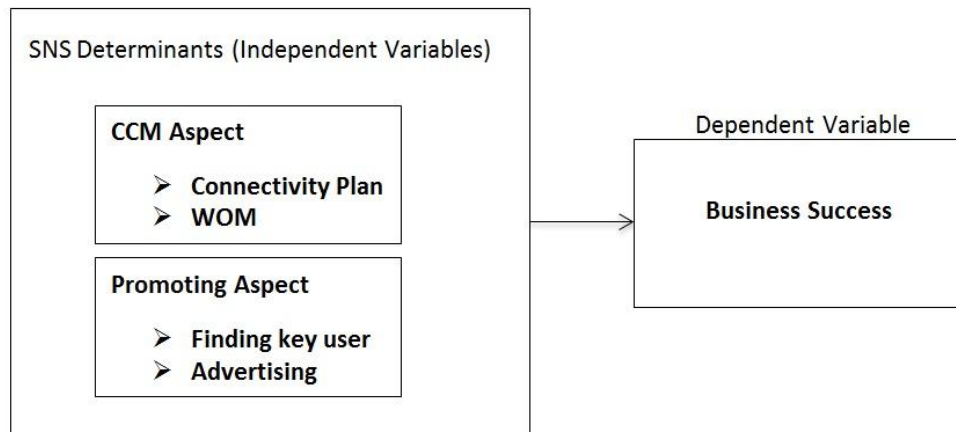 SNS Determinants (Independent Variables)
CCM Aspect
➢ Connectivity Plan
➢ WOM
Promoting Aspect
➢ Finding key user
➢ Advertising
Dependent Variable
Business Success